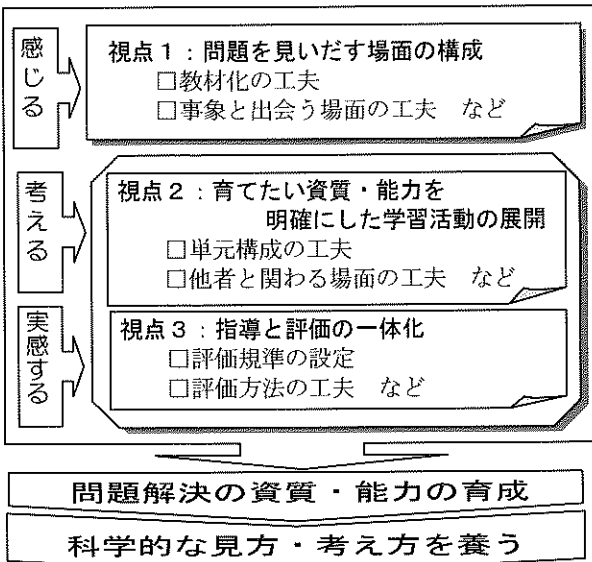 感じる
視点1:問題を見いだす場面の構成
□教材化の工夫
□事象と出会う場面の工夫 など
考える
視点2:育てたい資質・能力を
明確にした学習活動の展開
□単元構成の工夫
□他者と関わる場面の工夫 など
実感する
視点3:指導と評価の一体化
□評価規準の設定
□評価方法の工夫 など
問題解決の資質・能力の育成
科学的な見方・考え方を養う